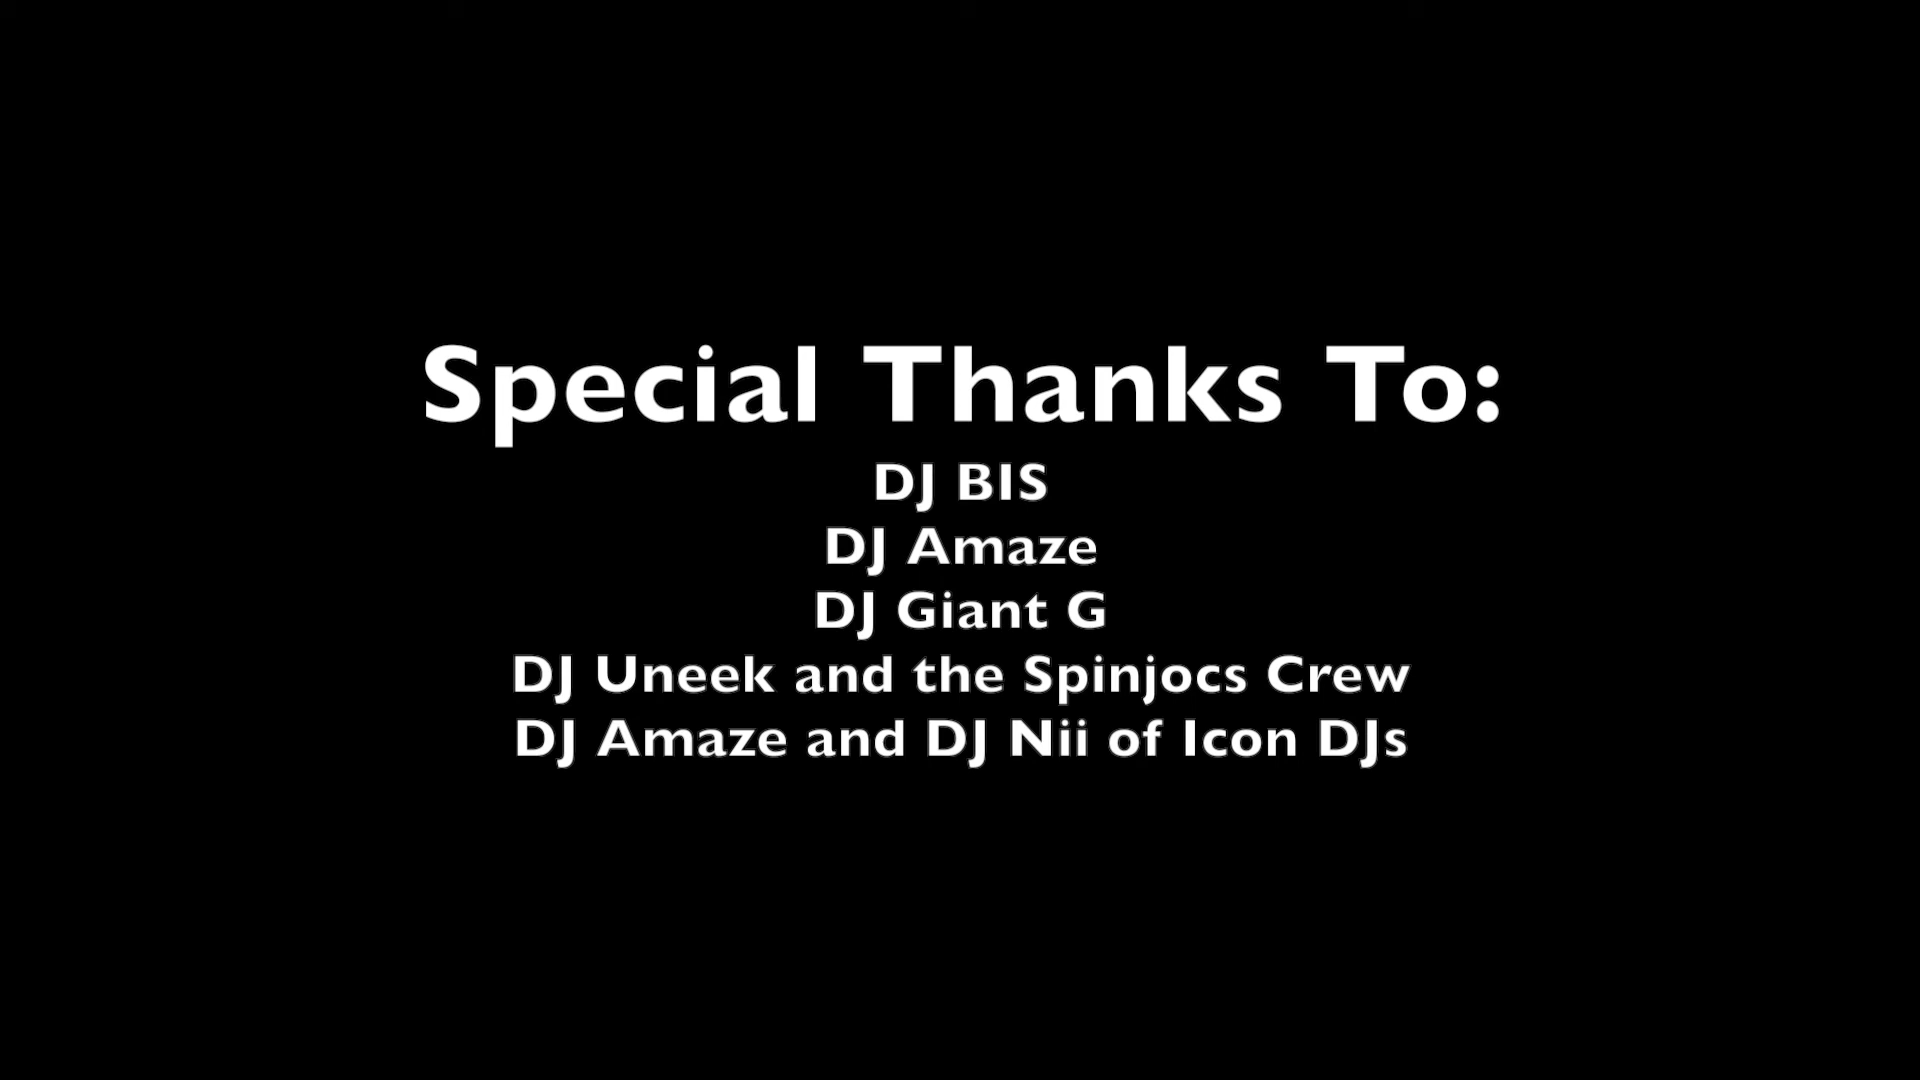 Special Thanks To:
DJ BIS
DJ Amaze
DJ Giant G
DJ Uneek and the Spinjocs Crew
DJ Amaze and DJ Nii of Icon DJs